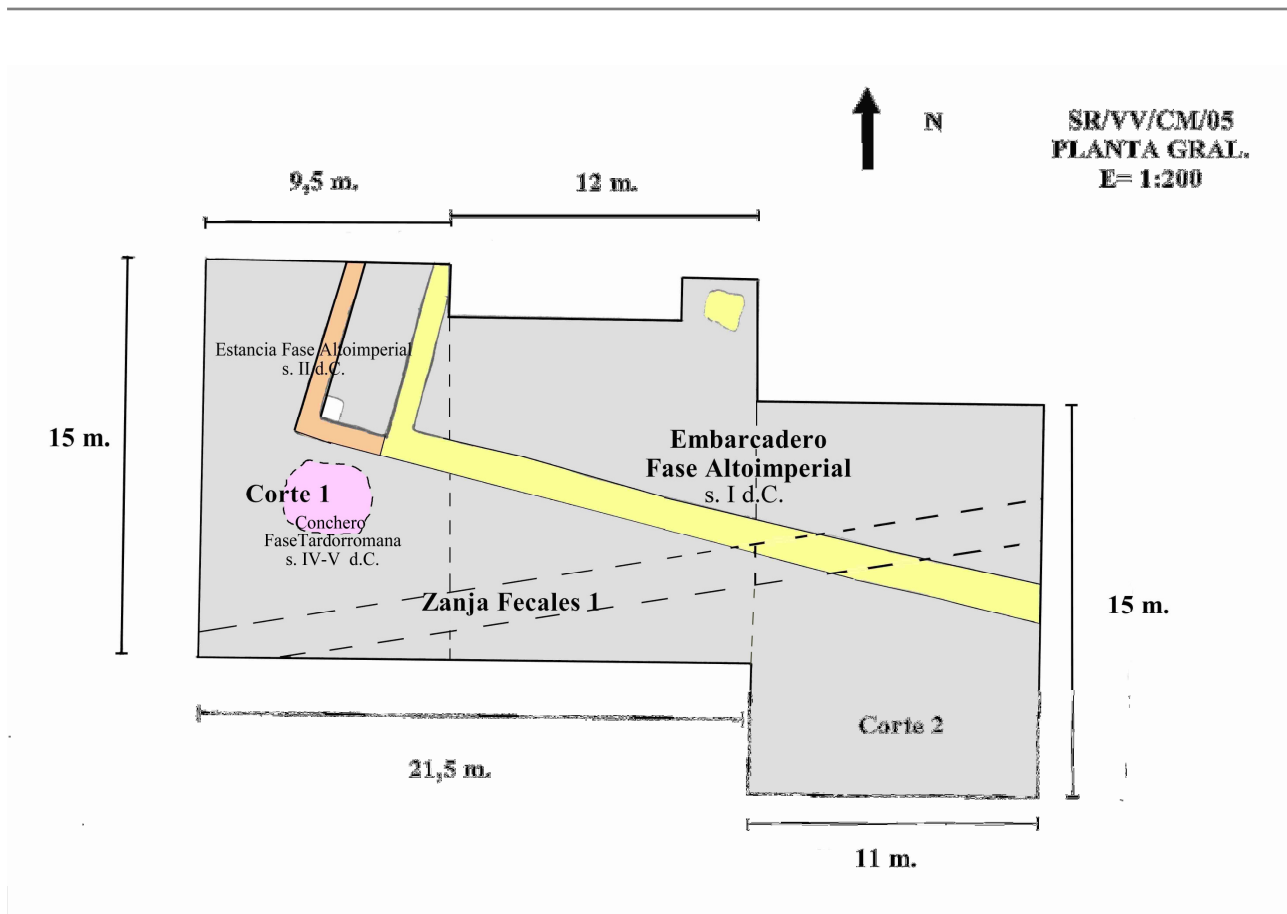 N
SR/VV/CM/05
PLANTA GRAL.
E= 1:200
9,5 m.
12 m.
Estancia Fase Altoimperial
s. II d.C.
15 m.
Embarcadero
Fase Altoimperial
s. I d.C.
Corte 1
Conchero
FaseTardorromana
s. IV-V d.C.
Zanja Fecales 1
15 m.
Corte 2
21,5 m.
11 m.